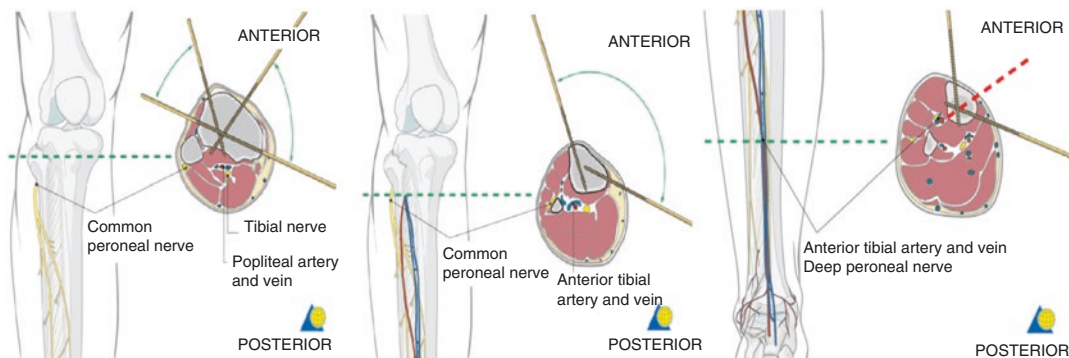 ANTERIOR
Common
peroneal nerve
Tibial nerve
Popliteal artery
and vein
POSTERIOR
ANTERIOR
Common
peroneal nerve
Anterior tibial
artery and vein
POSTERIOR
ANTERIOR
Anterior tibial artery and vein
Deep peroneal nerve
POSTERIOR